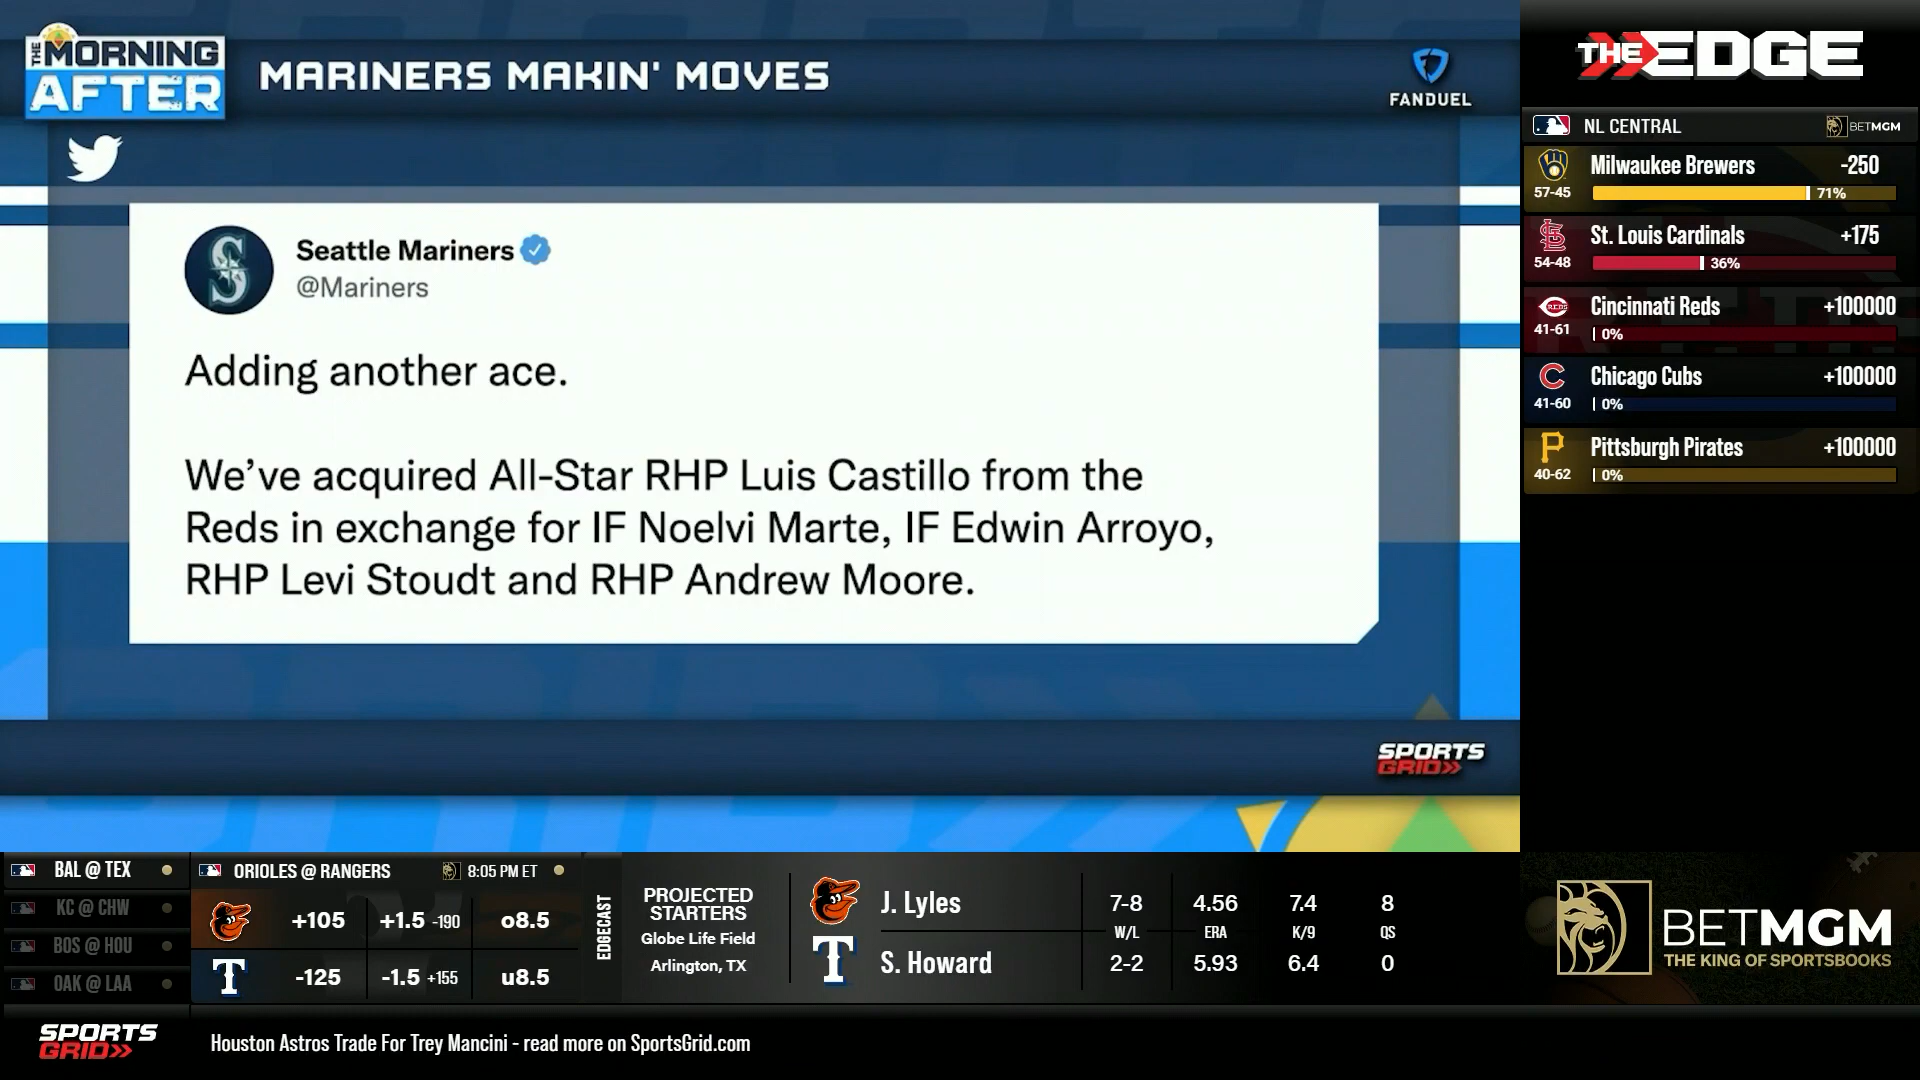 THE MORNING AFTER
MARINERS MAKIN' MOVES
FANDUEL
Seattle Mariners
@Mariners
Adding another ace.
We've acquired All-Star RHP Luis Castillo from the
Reds in exchange for IF Noelvi Marte, IF Edwin Arroyo,
RHP Levi Stoudt and RHP Andrew Moore.
SPORTS
GRID
THE EDGE
NL CENTRAL BETMGM
Milwaukee Brewers -250
57-45 71%
St. Louis Cardinals +175
54-48 36%
Cincinnati Reds +100000
41-61 0%
Chicago Cubs +100000
41-60 0%
Pittsburgh Pirates +100000
40-62 0%
BAL @ TEX
KC @ CHW
BOS @ HOU
OAK @ LAA
ORIOLES @ RANGERS 8:05 PM ET
+105 +1.5 -190 o8.5
-125 -1.5 +155 u8.5
EDGECAST
PROJECTED
STARTERS
Globe Life Field
Arlington, TX
J. Lyles 7-8 4.56 7.4 8
W/L ERA K/9 QS
S. Howard 2-2 5.93 6.4 0
BETMGM
THE KING OF SPORTSBOOKS
SPORTS
GRID
Houston Astros Trade For Trey Mancini - read more on SportsGrid.com